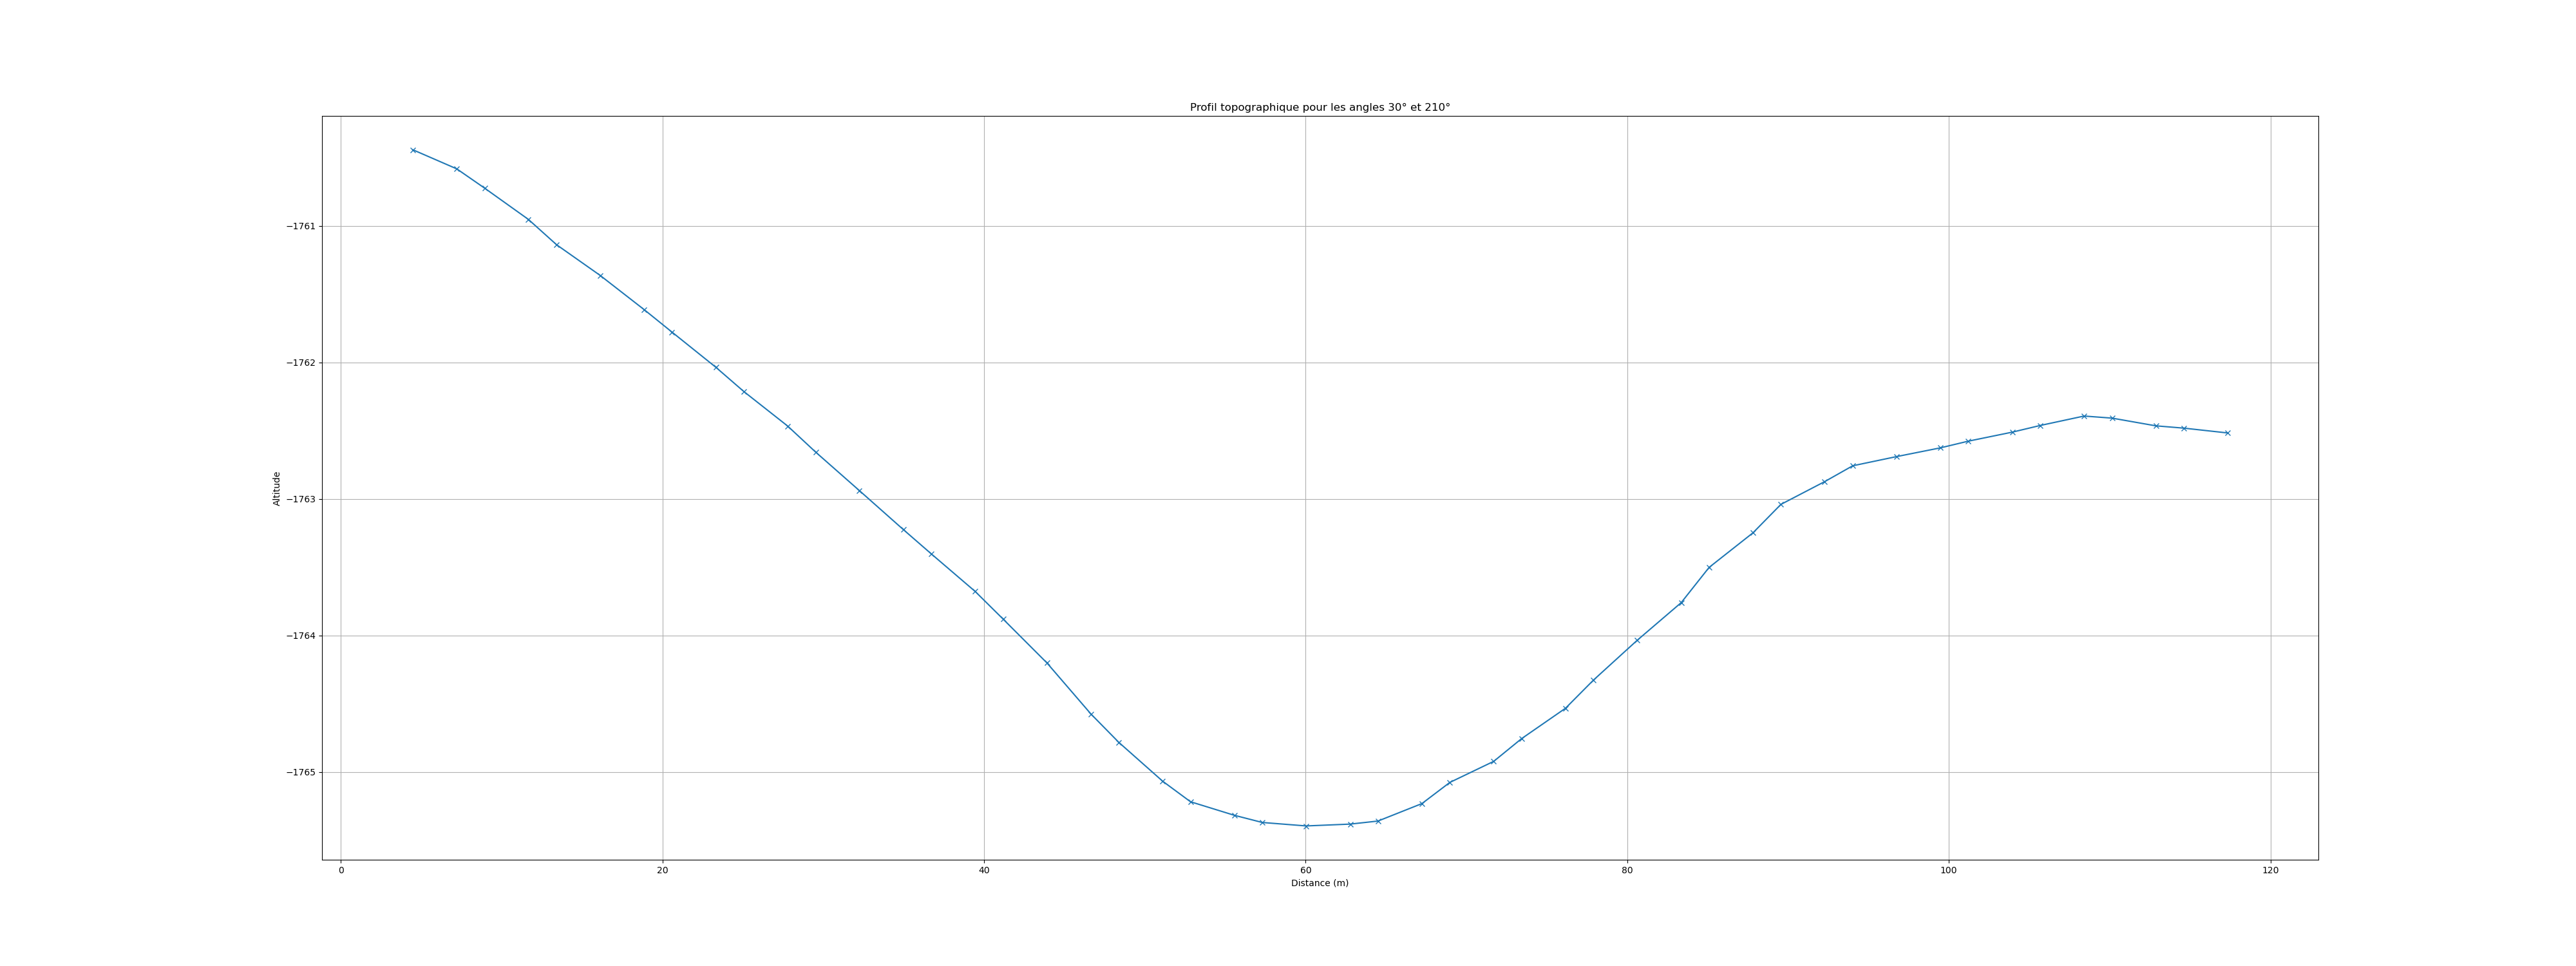 Profil topographique pour les angles 30° et 210°
Altitude
−1761
−1762
−1763
−1764
−1765
0 20 40 60 80 100 120
Distance (m)